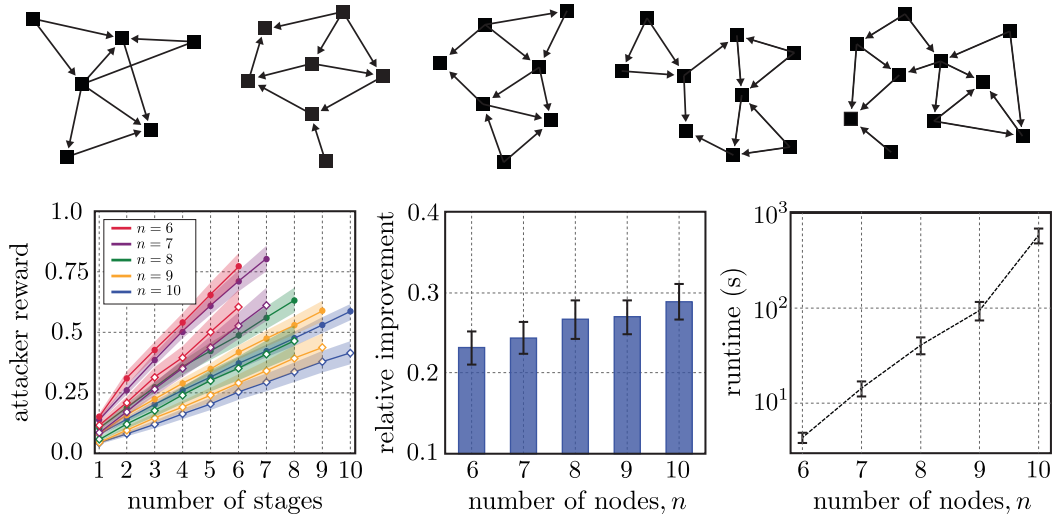 1.0
0.75
0.5
0.25
0.0
attacker reward
n = 6
n = 7
n = 8
n = 9
n = 10
1 2 3 4 5 6 7 8 9 10
number of stages
0.4
0.3
0.2
0.1
relative improvement
6 7 8 9 10
number of nodes, n
10³
10²
10¹
runtime (s)
6 7 8 9 10
number of nodes, n